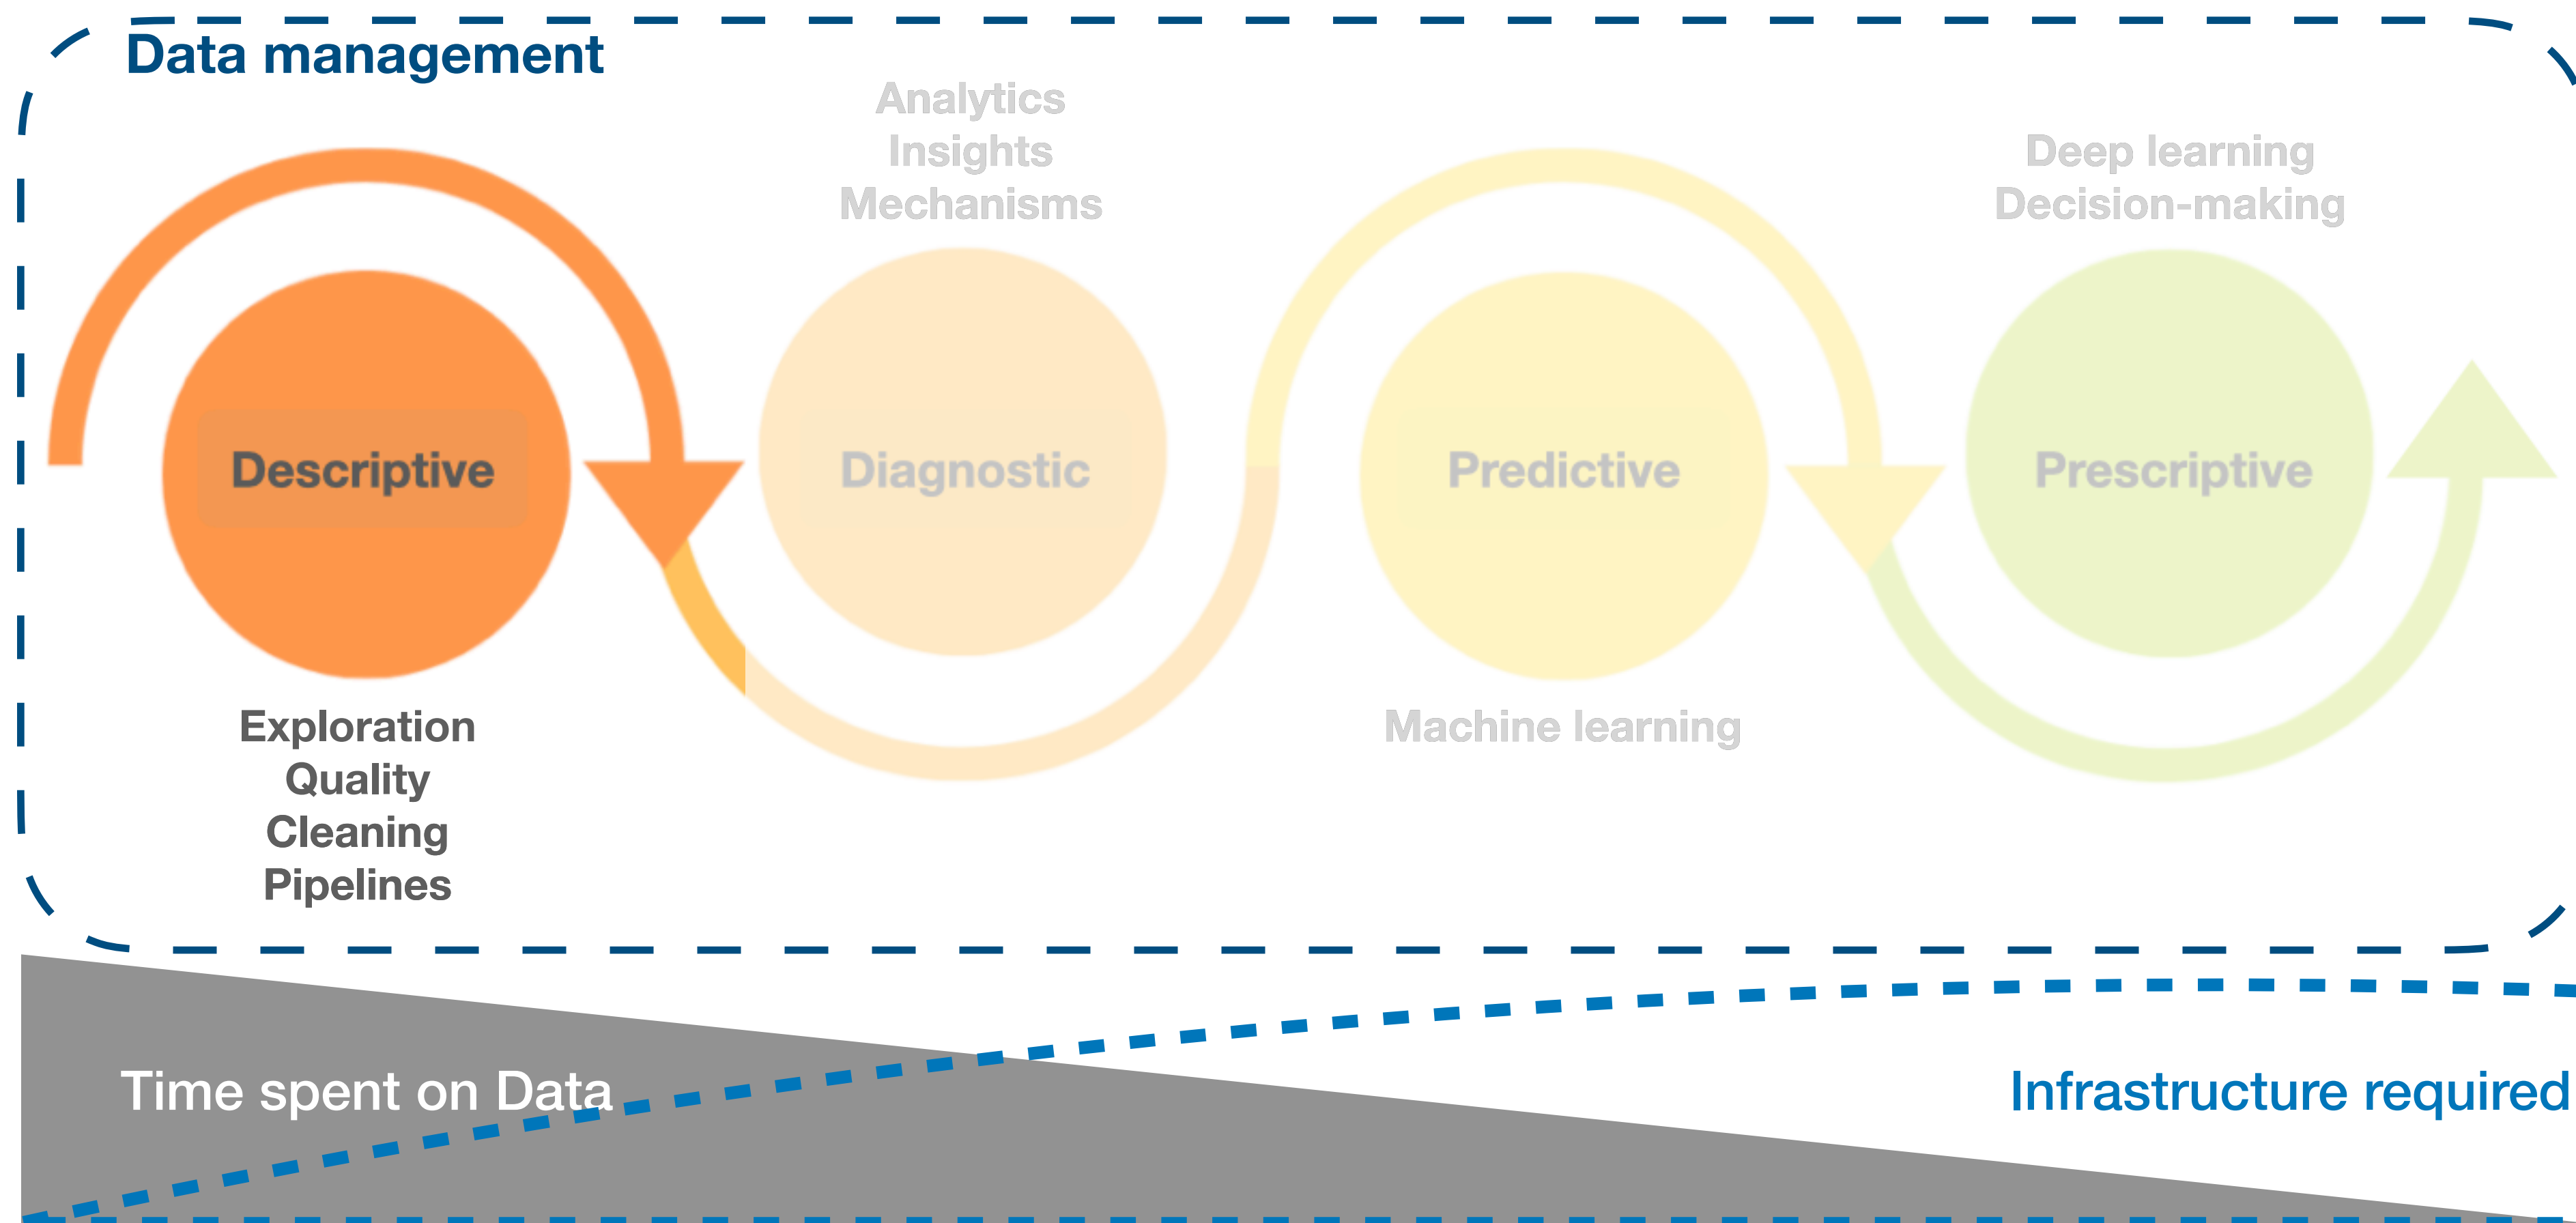 Data management
Analytics
Insights
Mechanisms
Deep learning
Decision-making
Descriptive
Diagnostic
Predictive
Prescriptive
Exploration
Quality
Cleaning
Pipelines
Machine learning
Time spent on Data
Infrastructure required